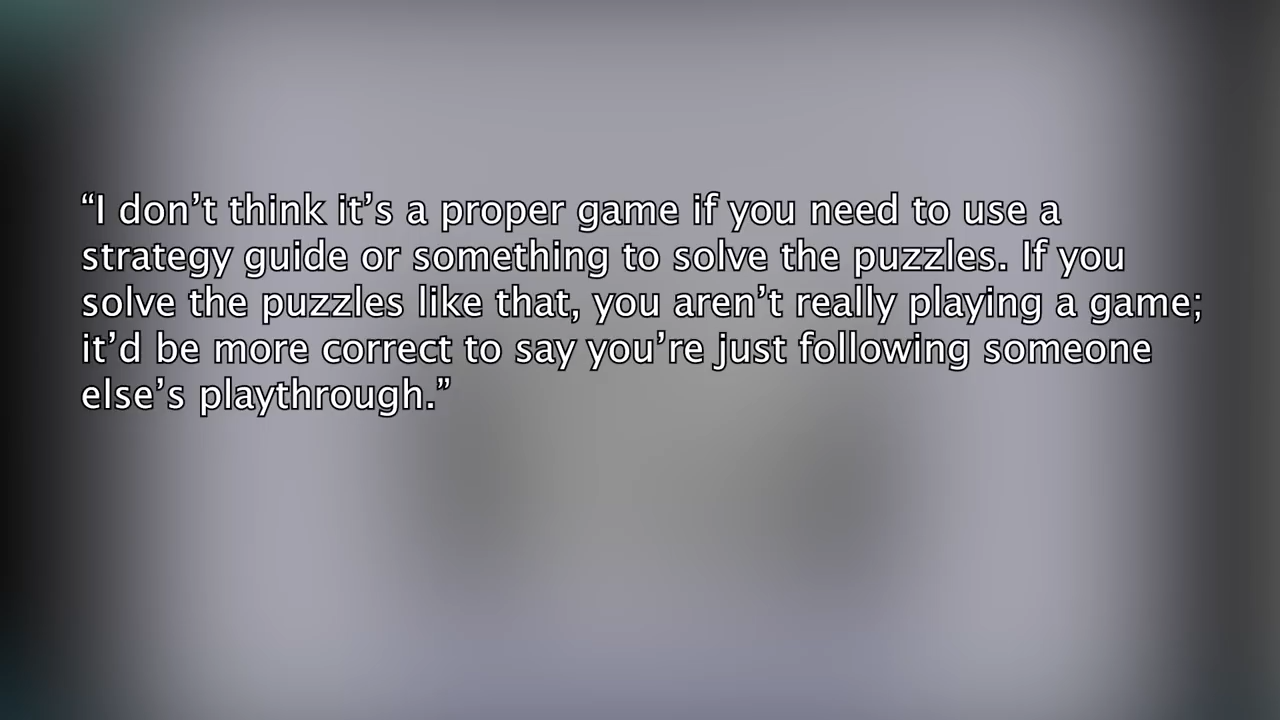 “I don’t think it’s a proper game if you need to use a
strategy guide or something to solve the puzzles. If you
solve the puzzles like that, you aren’t really playing a game;
it’d be more correct to say you’re just following someone
else’s playthrough.”